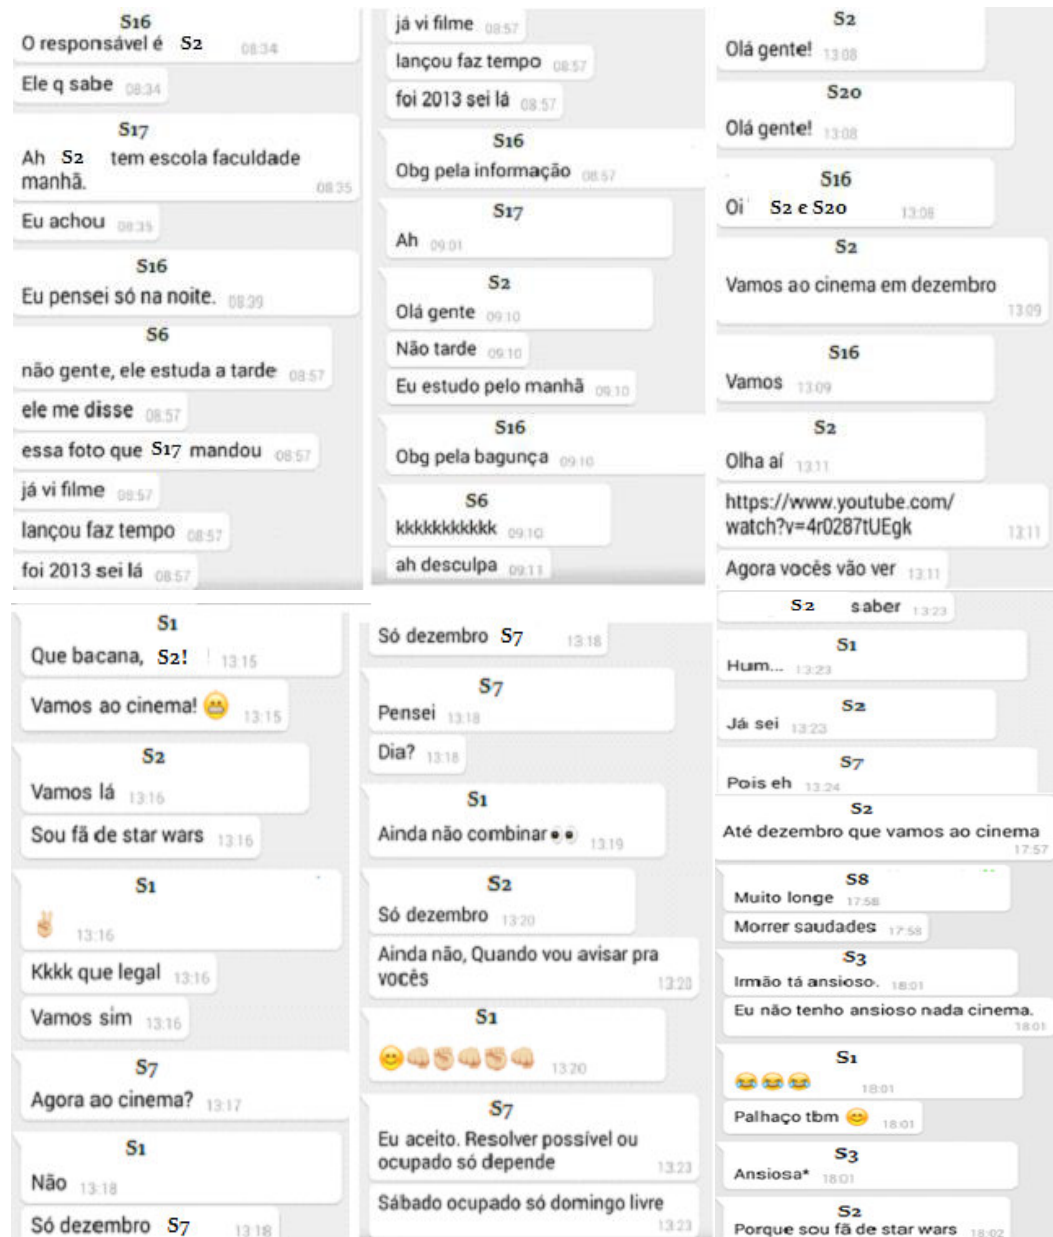 S16
O responsável é S2 08:34
Ele q sabe 08:34
S17
Ah S2 tem escola faculdade
manhã. 08:35
Eu achou 08:35
S16
Eu pensei só na noite. 08:39
S6
não gente, ele estuda a tarde 08:57
ele me disse 08:57
essa foto que S17 mandou 08:57
já vi filme 08:57
lançou faz tempo 08:57
foi 2013 sei lá 08:57
já vi filme 08:57
lançou faz tempo 08:57
foi 2013 sei lá 08:57
S16
Obg pela informação 08:57
S17
Ah 09:01
S2
Olá gente 09:10
Não tarde 09:10
Eu estudo pelo manhã 09:10
S16
Obg pela bagunça 09:10
S6
kkkkkkkkkkk 09:10
ah desculpa 09:11
S2
Olá gente! 13:08
S20
Olá gente! 13:08
S16
Oi S2 e S20 13:08
S2
Vamos ao cinema em dezembro
13:09
S16
Vamos 13:09
S2
Olha aí 13:11
https://www.youtube.com/
watch?v=4r0287tUEgk 13:11
Agora vocês vão ver 13:11
S1
Que bacana, S2! 13:15
Vamos ao cinema! 😁 13:15
S2
Vamos lá 13:16
Sou fã de star wars 13:16
S1
✌🏼 13:16
Kkkk que legal 13:16
Vamos sim 13:16
S7
Agora ao cinema? 13:17
S1
Não 13:18
Só dezembro S7 13:18
Só dezembro S7 13:18
S7
Pensei 13:18
Dia? 13:18
S1
Ainda não combinar👀 13:19
S2
Só dezembro 13:20
Ainda não, Quando vou avisar pra
vocês 13:20
S1
😊👊🏼✊🏼👊🏼✊🏼👊🏼 13:20
S7
Eu aceito. Resolver possível ou
ocupado só depende 13:23
Sábado ocupado só domingo livre
13:23
S2 saber 13:23
S1
Hum... 13:23
S2
Já sei 13:23
S7
Pois eh 13:24
S2
Até dezembro que vamos ao cinema
17:57
S8
Muito longe 17:58
Morrer saudades 17:58
S3
Irmão tá ansioso. 18:01
Eu não tenho ansioso nada cinema.
18:01
S1
😂😂😂 18:01
Palhaço tbm 😊 18:01
S3
Ansiosa* 18:01
S2
Porque sou fã de star wars 18:02